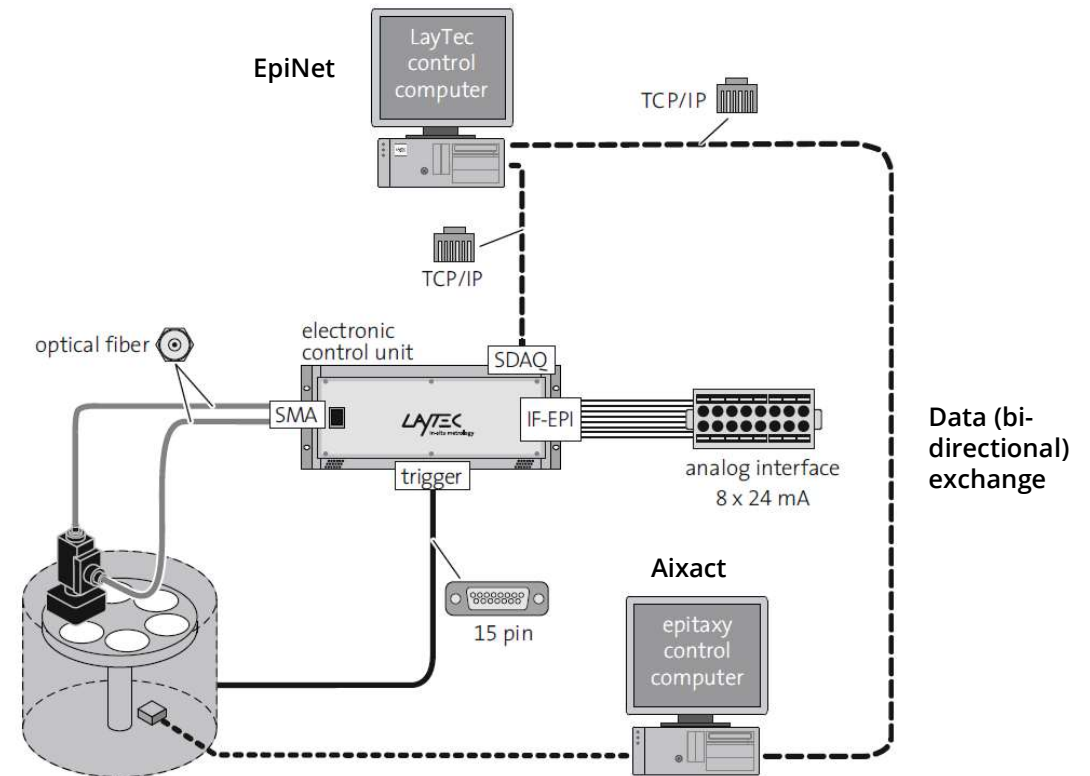 EpiNet
LayTec
control
computer
TCP/IP
TCP/IP
optical fiber
electronic
control unit
SDAQ
SMA
LAYTEC
in-situ metrology
IF-EPI
trigger
analog interface
8 x 24 mA
Data (bi-
directional)
exchange
15 pin
Aixact
epitaxy
control
computer